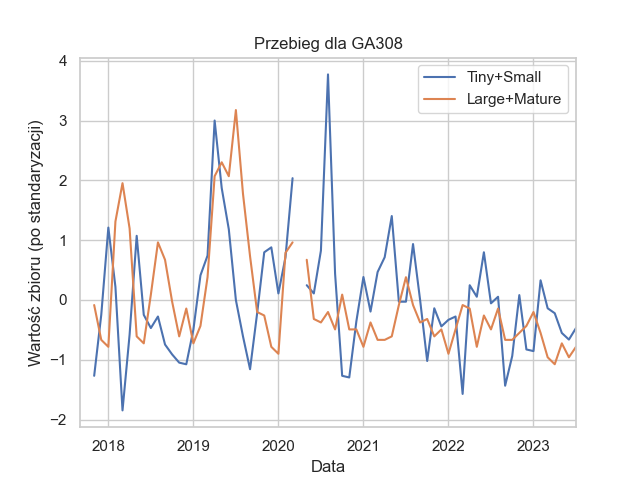 Przebieg dla GA308
Wartość zbioru (po standaryzacji)
4
3
2
1
0
−1
−2
Tiny+Small
Large+Mature
2018
2019
2020
2021
2022
2023
Data